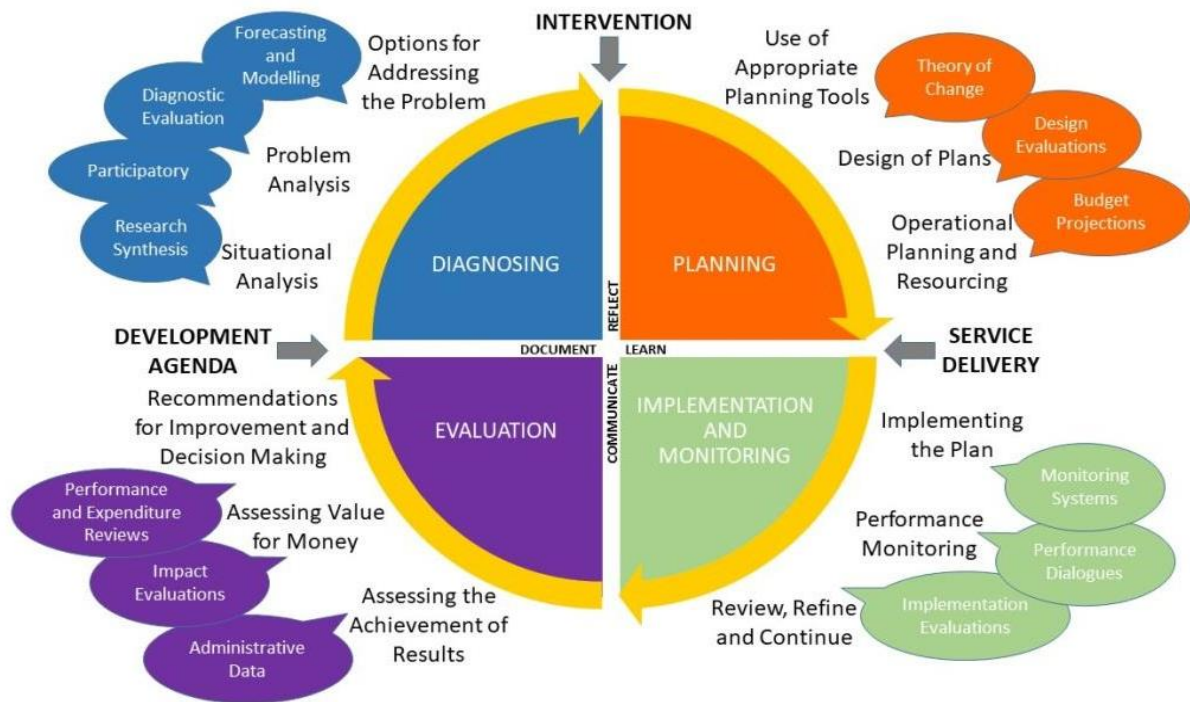 INTERVENTION
Forecasting
and
Modelling
Diagnostic
Evaluation
Participatory
Research
Synthesis
Options for
Addressing
the Problem
Problem
Analysis
Situational
Analysis
DIAGNOSING
Use of
Appropriate
Planning Tools
Design of Plans
Operational
Planning and
Resourcing
Theory of
Change
Design
Evaluations
Budget
Projections
PLANNING
REFLECT
DOCUMENT
LEARN
COMMUNICATE
DEVELOPMENT
AGENDA
SERVICE
DELIVERY
Recommendations
for Improvement and
Decision Making
Assessing Value
for Money
Assessing the
Achievement of
Results
Performance
and Expenditure
Reviews
Impact
Evaluations
Administrative
Data
EVALUATION
IMPLEMENTATION
AND
MONITORING
Implementing
the Plan
Performance
Monitoring
Review, Refine
and Continue
Monitoring
Systems
Performance
Dialogues
Implementation
Evaluations